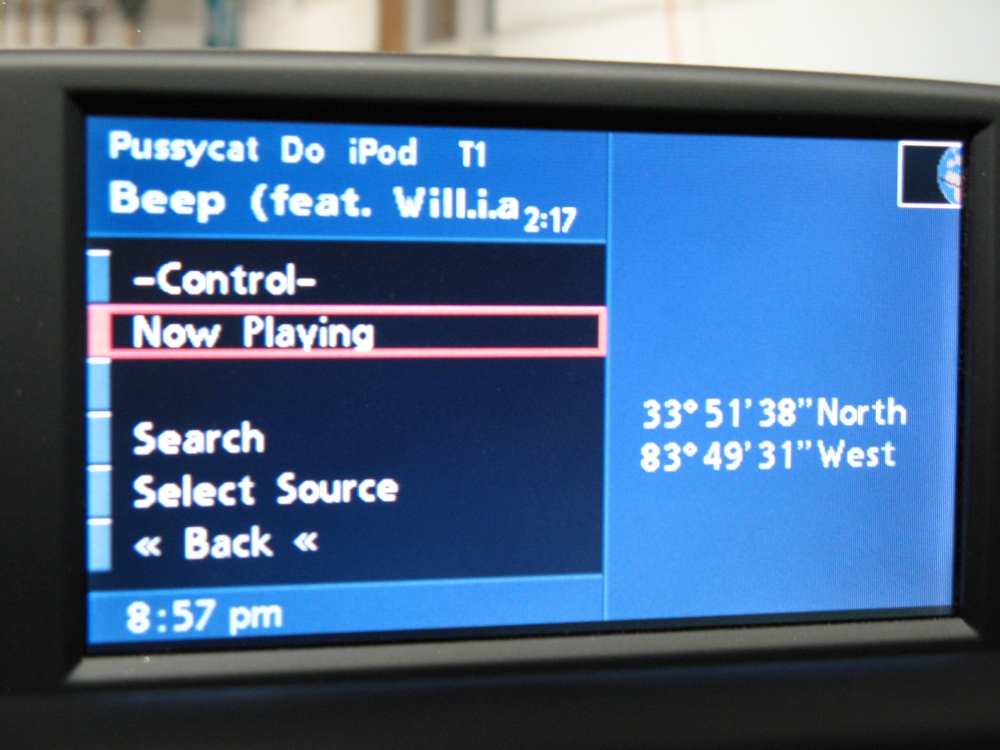 Pussycat Do iPod T1
Beep (feat. Will.i.a 2:17
-Control-
Now Playing
Search
Select Source
« Back «
8:57 pm
33° 51' 38" North
83° 49' 31" West